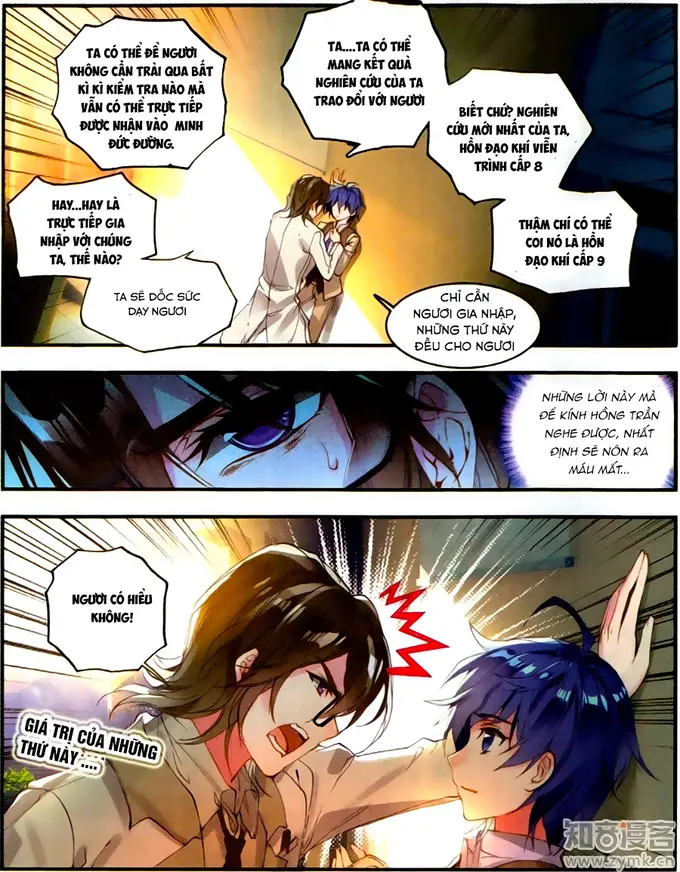 TA CÓ THỂ ĐỂ NGƯỜI
KHÔNG CẦN TRẢI QUA BẤT
KÌ KÌ KIỂM TRA NÀO MÀ
VẪN CÓ THỂ TRỰC TIẾP
ĐƯỢC NHẬN VÀO MINH
ĐỨC ĐƯỜNG.
TA....TA CÓ THỂ
MANG KẾT QUẢ
NGHIÊN CỨU CỦA TA
TRAO ĐỔI VỚI NGƯỜI
BIẾT CHỨ? NGHIÊN
CỨU MỚI NHẤT CỦA TA,
HỒN ĐẠO KHÍ VIỄN
TRÌNH CẤP 8
HAY...HAY LÀ
TRỰC TIẾP GIA
NHẬP VỚI CHÚNG
TA, THẾ NÀO?
THẬM CHÍ CÓ THỂ
COI NÓ LÀ HỒN
ĐẠO KHÍ CẤP 9
TA SẼ DỐC SỨC
DẠY NGƯƠI
CHỈ CẦN
NGƯƠI GIA NHẬP,
NHỮNG THỨ NÀY
ĐỀU CHO NGƯƠI
NHỮNG LỜI NÀY MÀ
ĐỂ KÍNH HỒNG TRẦN
NGHE ĐƯỢC, NHẤT
ĐỊNH SẼ NÔN RA
MÁU MẤT...
NGƯỜI CÓ HIỂU
KHÔNG!
GIÁ TRỊ CỦA NHỮNG
THỨ NÀY ....
知音漫客
www.zymk.cn